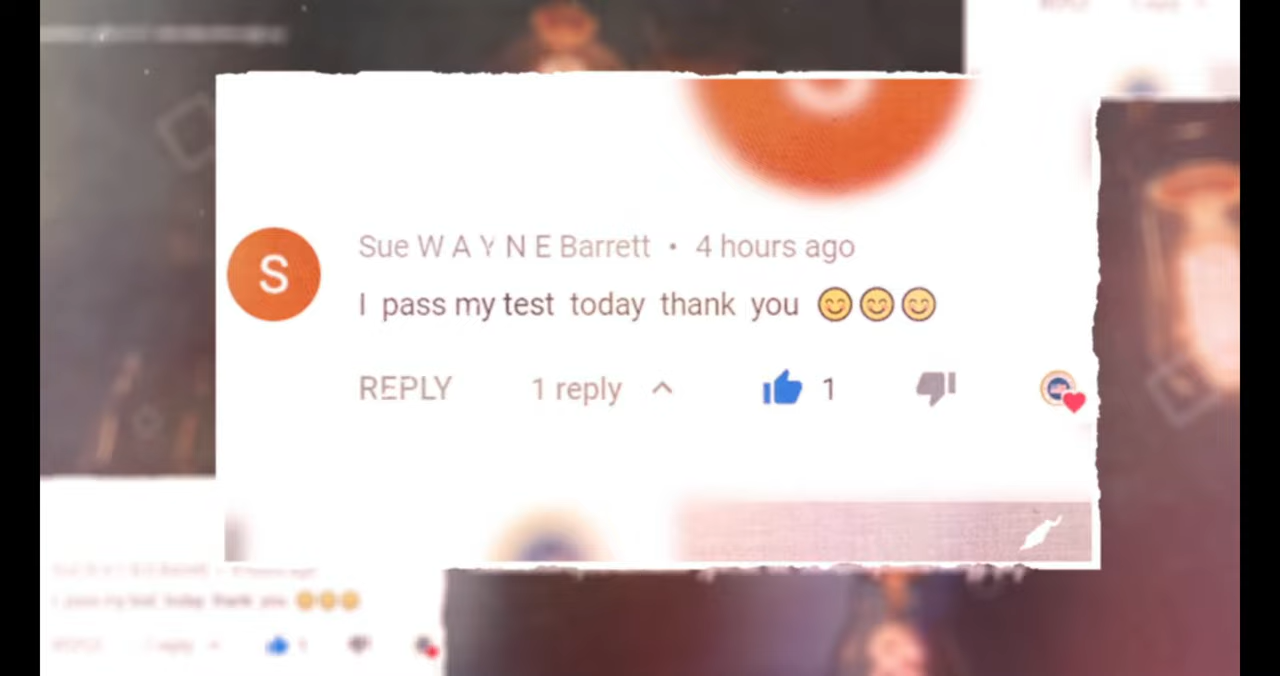 S
Sue W A Y N E Barrett • 4 hours ago
I pass my test today thank you 😊😊😊
REPLY 1 reply 1